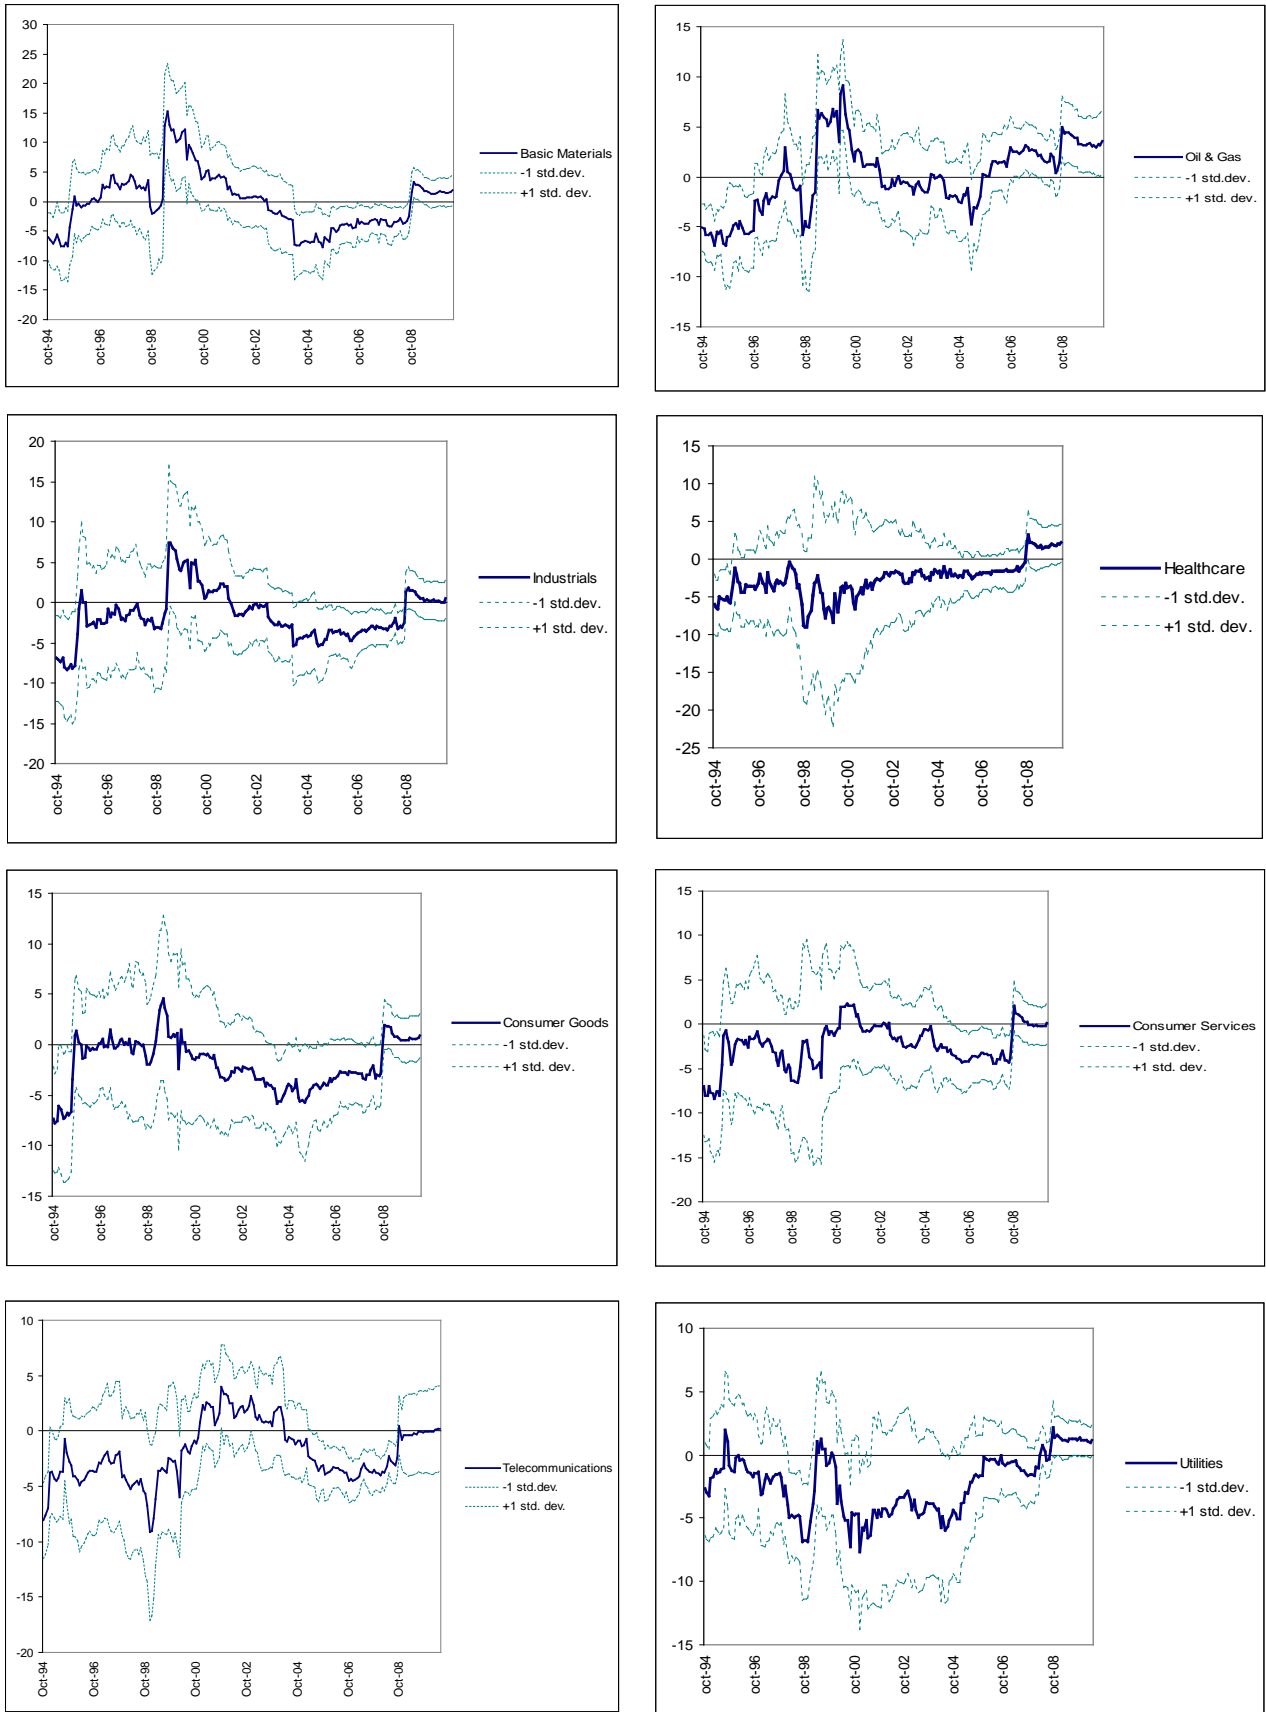 30
25
20
15
10
5
0
-5
-10
-15
-20
oct-94
oct-96
oct-98
oct-00
oct-02
oct-04
oct-06
oct-08
Basic Materials
-1 std.dev.
+1 std. dev.
15
10
5
0
-5
-10
-15
oct-94
oct-96
oct-98
oct-00
oct-02
oct-04
oct-06
oct-08
Oil & Gas
-1 std.dev.
+1 std. dev.
20
15
10
5
0
-5
-10
-15
-20
oct-94
oct-96
oct-98
oct-00
oct-02
oct-04
oct-06
oct-08
Industrials
-1 std.dev.
+1 std. dev.
15
10
5
0
-5
-10
-15
-20
-25
oct-94
oct-96
oct-98
oct-00
oct-02
oct-04
oct-06
oct-08
Healthcare
-1 std.dev.
+1 std. dev.
15
10
5
0
-5
-10
-15
oct-94
oct-96
oct-98
oct-00
oct-02
oct-04
oct-06
oct-08
Consumer Goods
-1 std.dev.
+1 std. dev.
15
10
5
0
-5
-10
-15
-20
oct-94
oct-96
oct-98
oct-00
oct-02
oct-04
oct-06
oct-08
Consumer Services
-1 std.dev.
+1 std. dev.
10
5
0
-5
-10
-15
-20
Oct-94
Oct-96
Oct-98
Oct-00
Oct-02
Oct-04
Oct-06
Oct-08
Telecommunications
-1 std.dev.
+1 std. dev.
10
5
0
-5
-10
-15
oct-94
oct-96
oct-98
oct-00
oct-02
oct-04
oct-06
oct-08
Utilities
-1 std.dev.
+1 std. dev.